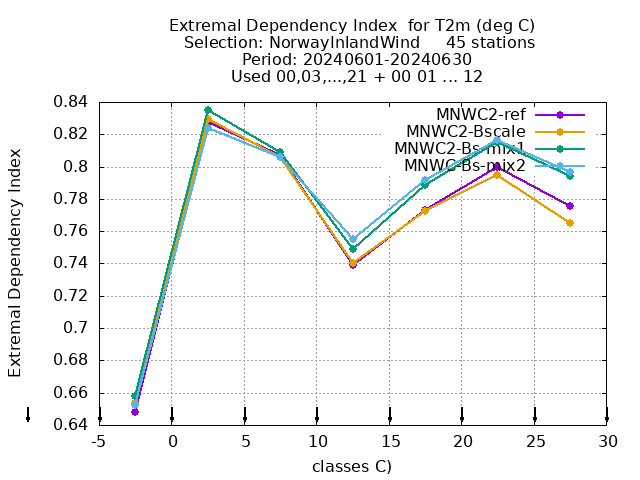 Extremal Dependency Index for T2m (deg C)
Selection: NorwayInlandWind 45 stations
Period: 20240601-20240630
Used 00,03,...,21 + 00 01 ... 12
Extremal Dependency Index
0.84
0.82
0.8
0.78
0.76
0.74
0.72
0.7
0.68
0.66
0.64
MNWC2-ref
MNWC2-Bscale
MNWC2-Bs-mix1
MNWC-Bs-mix2
-5 0 5 10 15 20 25 30
classes C)